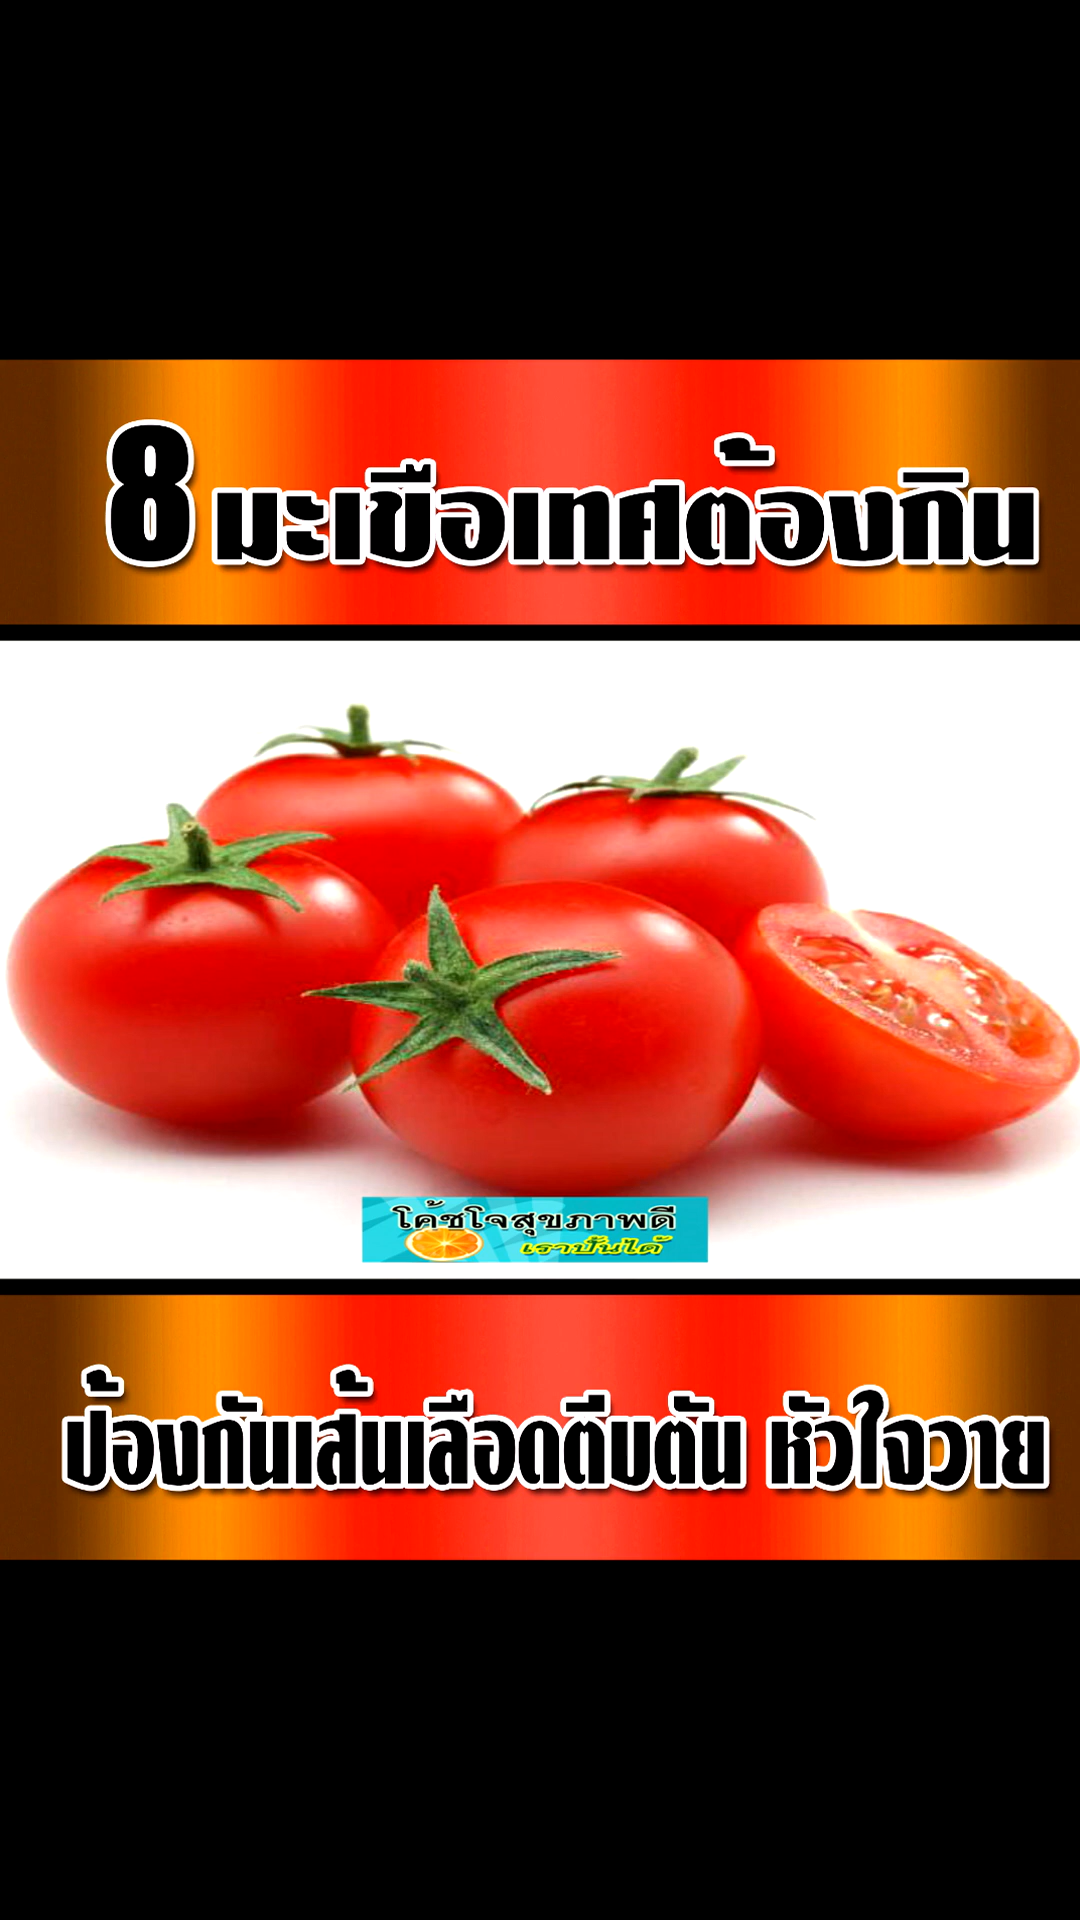 8 มะเขือเทศต้องกิน
โค้ชโจสุขภาพดี
เราปั้นได้
ป้องกันเส้นเลือดตีบตัน หัวใจวาย